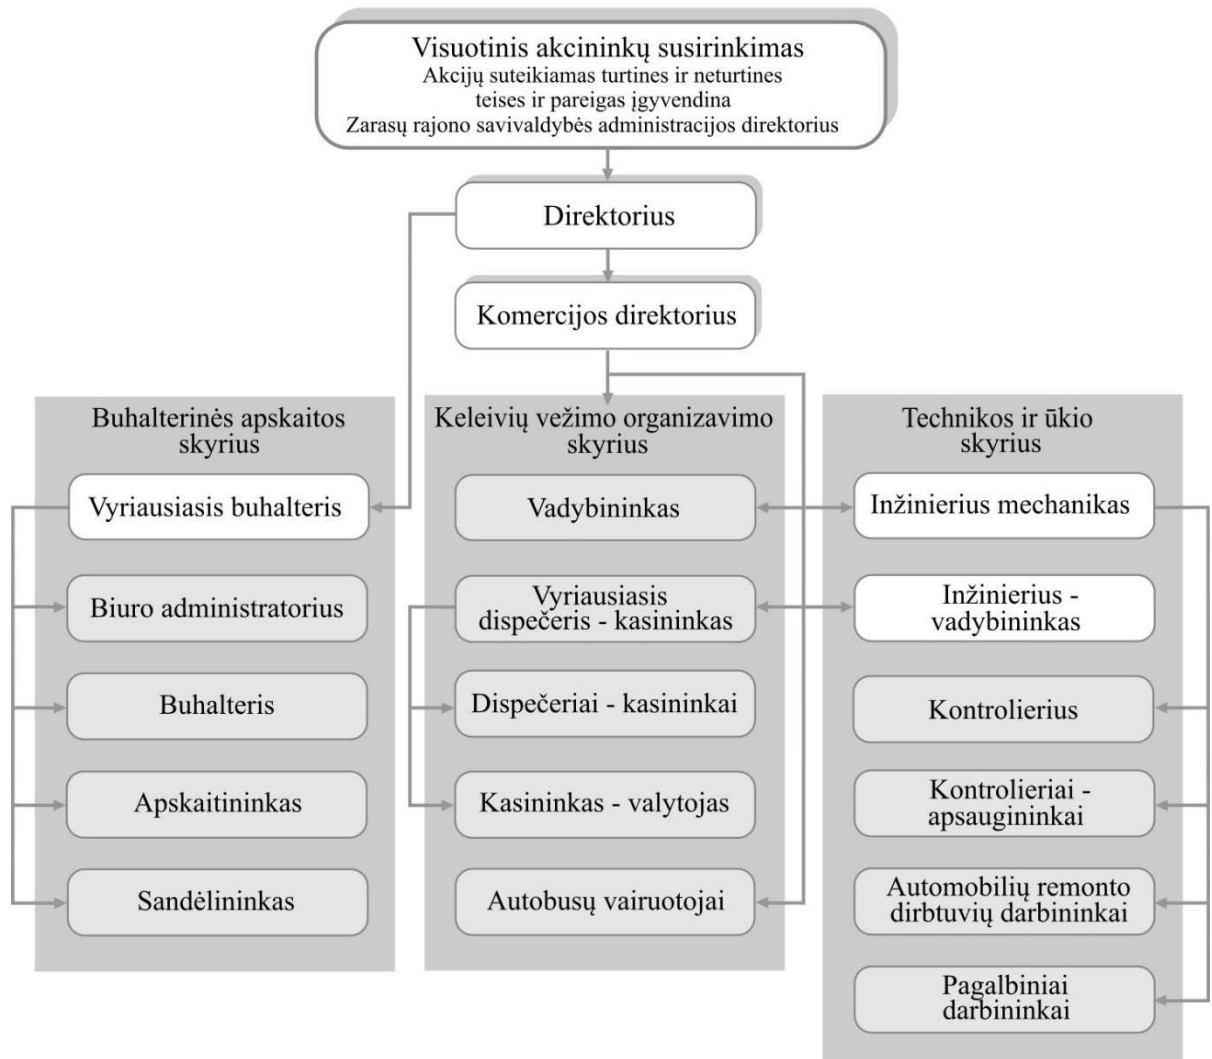 Visuotinis akcininkų susirinkimas
Akcijų suteikiamas turtines ir neturtines
teises ir pareigas įgyvendina
Zarasų rajono savivaldybės administracijos direktorius
Direktorius
Komercijos direktorius
Buhalterinės apskaitos
skyrius
Vyriausiasis buhalteris
Biuro administratorius
Buhalteris
Apskaitininkas
Sandėlininkas
Keleivių vežimo organizavimo
skyrius
Vadybininkas
Vyriausiasis
dispečeris - kasininkas
Dispečeriai - kasininkai
Kasininkas - valytojas
Autobusų vairuotojai
Technikos ir ūkio
skyrius
Inžinierius mechanikas
Inžinierius -
vadybininkas
Kontrolierius
Kontrolieriai -
apsaugininkai
Automobilių remonto
dirbtuvių darbininkai
Pagalbiniai
darbininkai